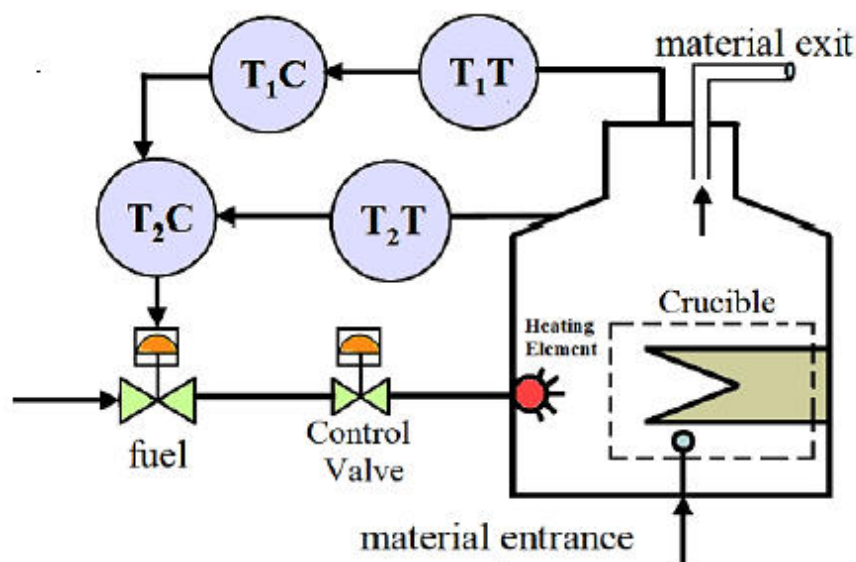 material exit
T₁C
T₁T
T₂C
T₂T
Crucible
Heating
Element
fuel
Control
Valve
material entrance